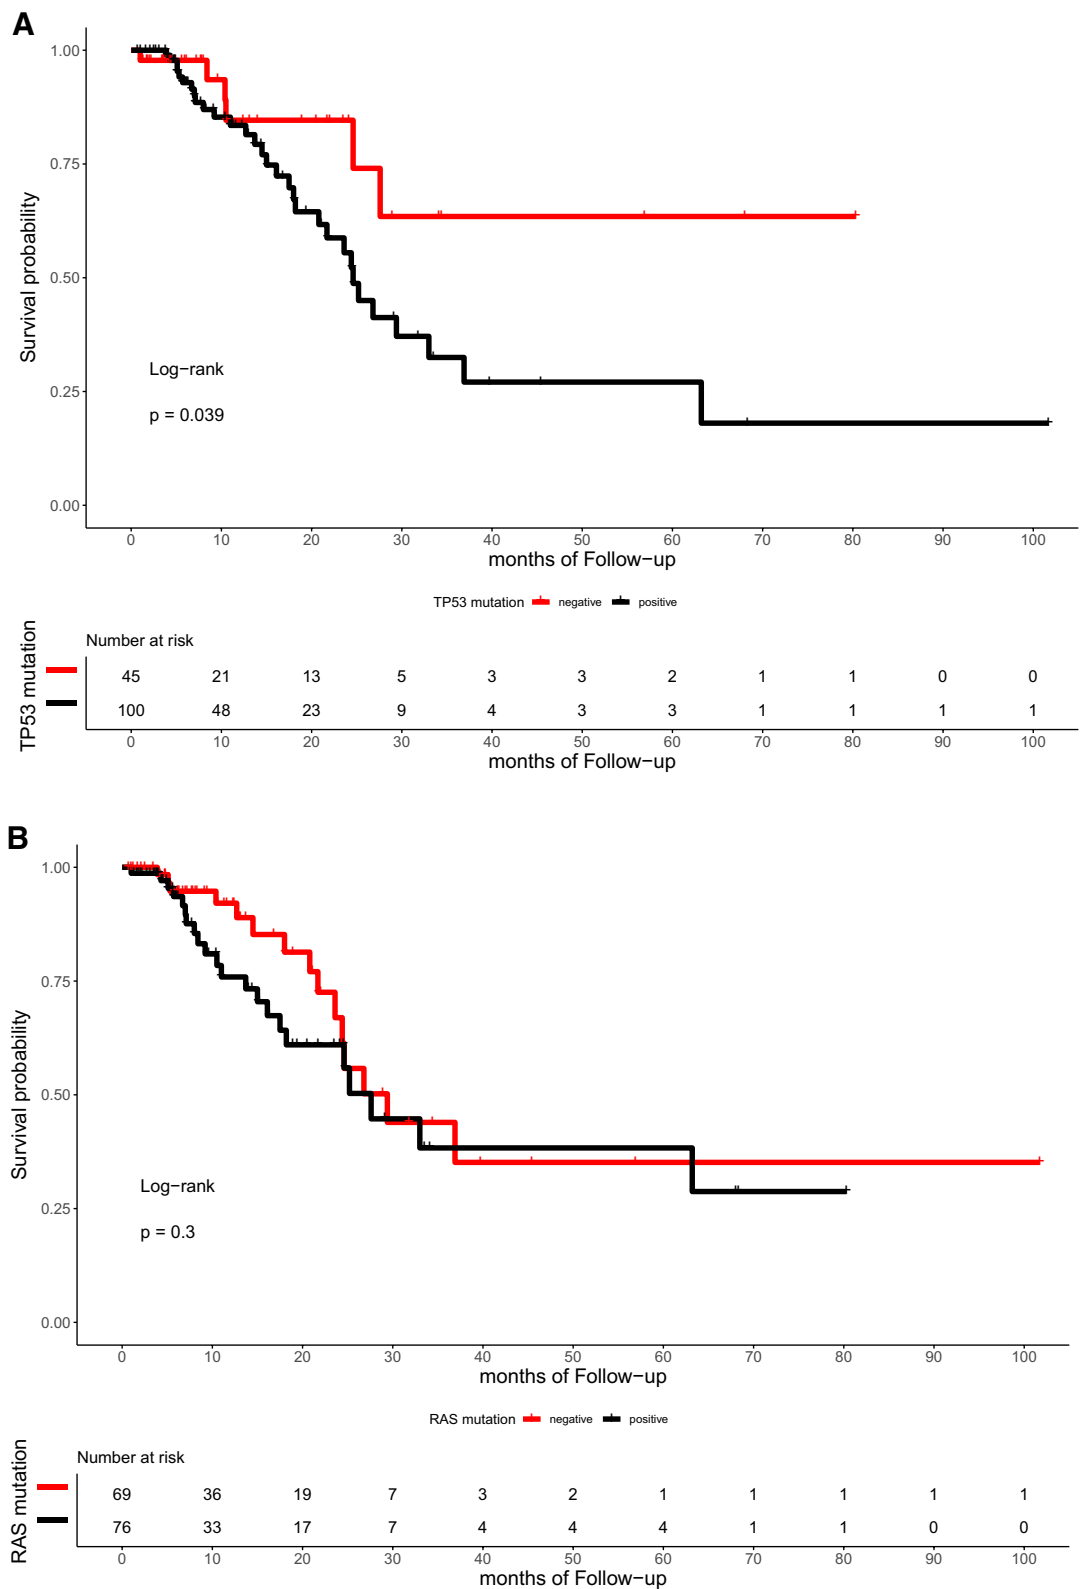 A
1.00
0.75
0.50
0.25
0.00
Survival probability
Log−rank
p = 0.039
0 10 20 30 40 50 60 70 80 90 100
months of Follow−up
TP53 mutation negative positive
Number at risk
TP53 mutation
45 21 13 5 3 3 2 1 1 0 0
100 48 23 9 4 3 3 1 1 1 1
0 10 20 30 40 50 60 70 80 90 100
months of Follow−up
B
1.00
0.75
0.50
0.25
0.00
Survival probability
Log−rank
p = 0.3
0 10 20 30 40 50 60 70 80 90 100
months of Follow−up
RAS mutation negative positive
Number at risk
RAS mutation
69 36 19 7 3 2 1 1 1 1 1
76 33 17 7 4 4 4 1 1 0 0
0 10 20 30 40 50 60 70 80 90 100
months of Follow−up